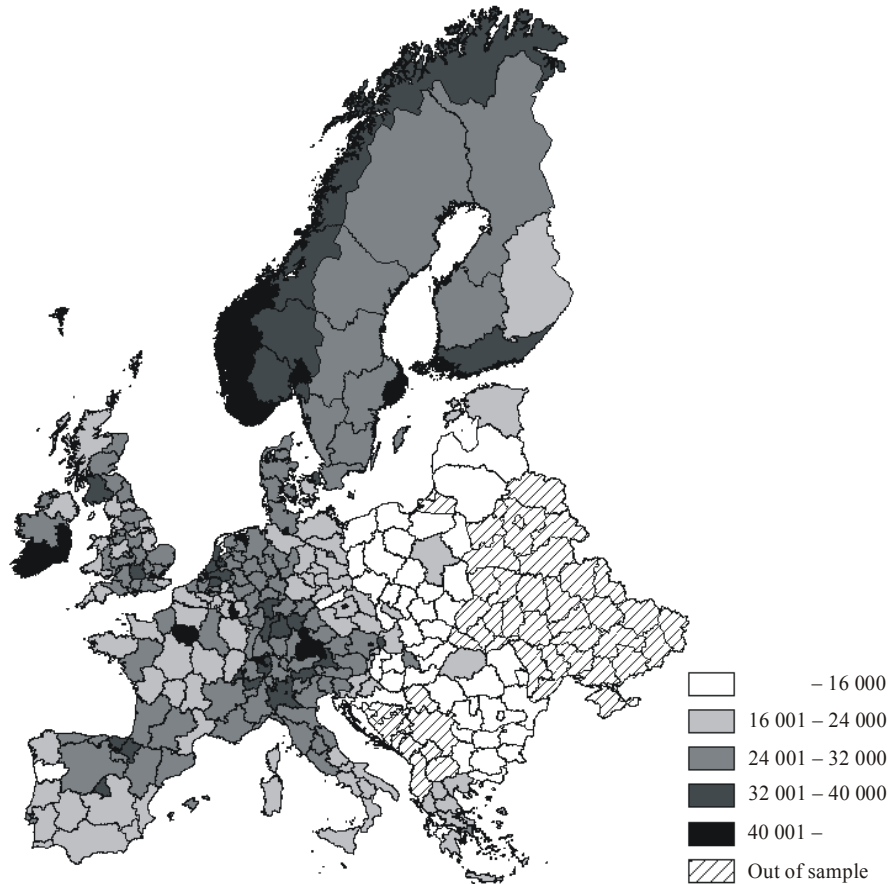 – 16 000
16 001 – 24 000
24 001 – 32 000
32 001 – 40 000
40 001 –
Out of sample